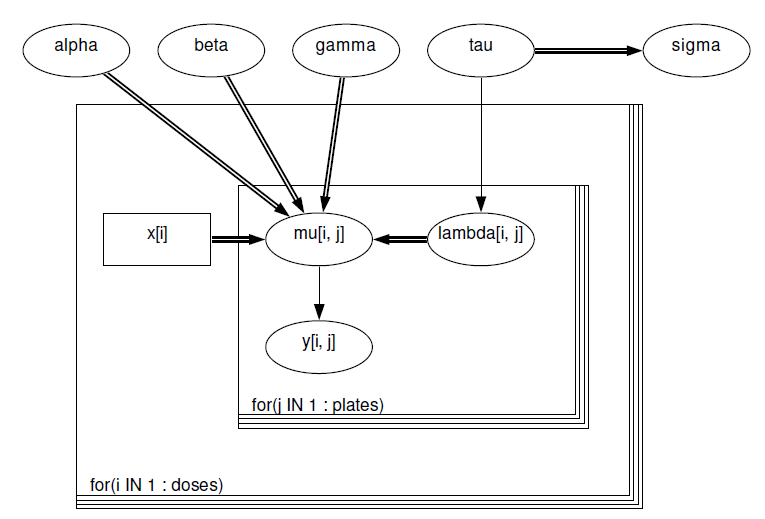 alpha
beta
gamma
tau
sigma
x[i]
mu[i, j]
lambda[i, j]
y[i, j]
for(j IN 1 : plates)
for(i IN 1 : doses)